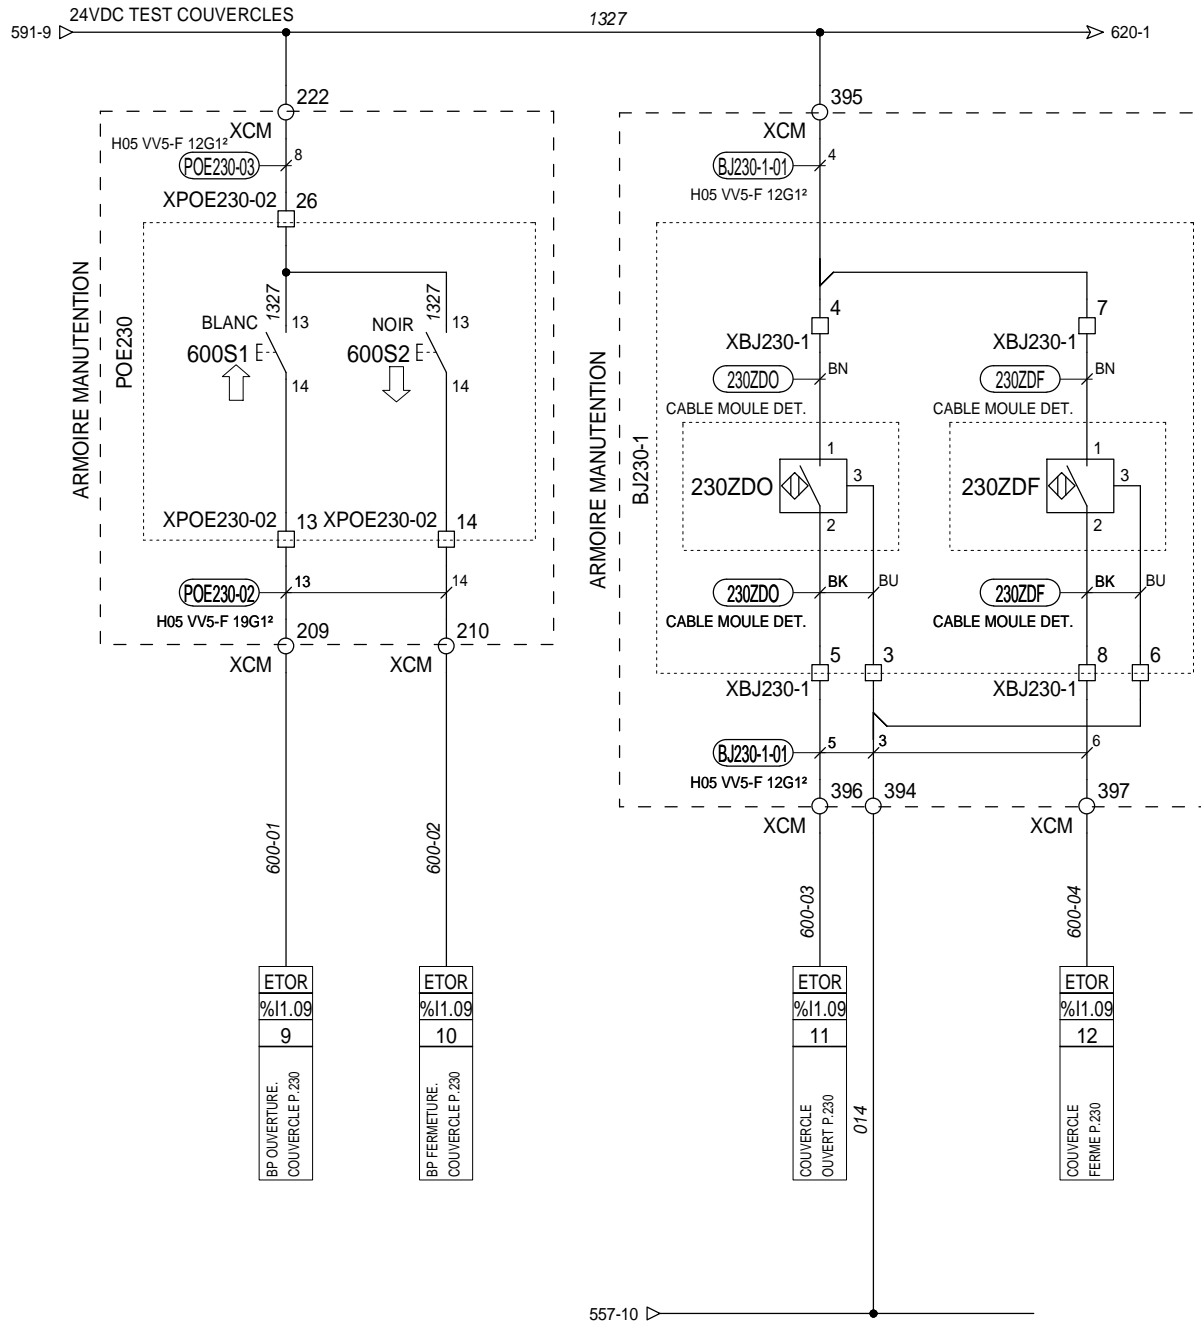 24VDC TEST COUVERCLES
591-9
1327
620-1
222
XCM
H05 VV5-F 12G1²
POE230-03
8
XPOE230-02
26
ARMOIRE MANUTENTION
POE230
1327
1327
BLANC
13
NOIR
13
600S1
600S2
14
14
XPOE230-02
13
XPOE230-02
14
POE230-02
13
14
H05 VV5-F 19G1²
209
210
XCM
XCM
600-01
600-02
ETOR
%I1.09
9
BP OUVERTURE.
COUVERCLE P.230
ETOR
%I1.09
10
BP FERMETURE.
COUVERCLE P.230
395
XCM
BJ230-1-01
4
H05 VV5-F 12G1²
ARMOIRE MANUTENTION
BJ230-1
4
7
XBJ230-1
XBJ230-1
230ZDO
BN
230ZDF
BN
CABLE MOULE DET.
CABLE MOULE DET.
1
1
230ZDO
3
230ZDF
3
2
2
230ZDO
BK
BU
230ZDF
BK
BU
CABLE MOULE DET.
CABLE MOULE DET.
5
3
8
6
XBJ230-1
XBJ230-1
BJ230-1-01
5
3
6
H05 VV5-F 12G1²
396
394
397
XCM
XCM
600-03
600-04
ETOR
%I1.09
11
COUVERCLE
OUVERT P.230
014
ETOR
%I1.09
12
COUVERCLE
FERME P.230
557-10